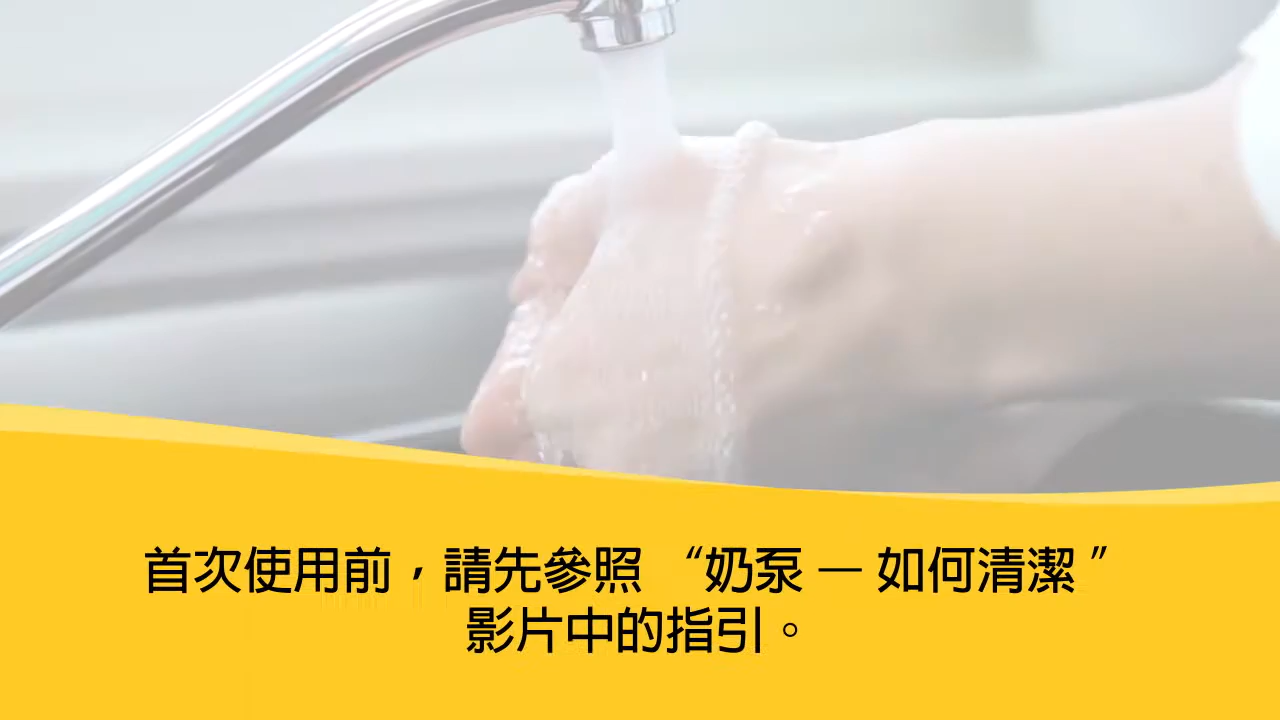 首次使用前，請先參照 “奶泵 — 如何清潔 ”
影片中的指引。